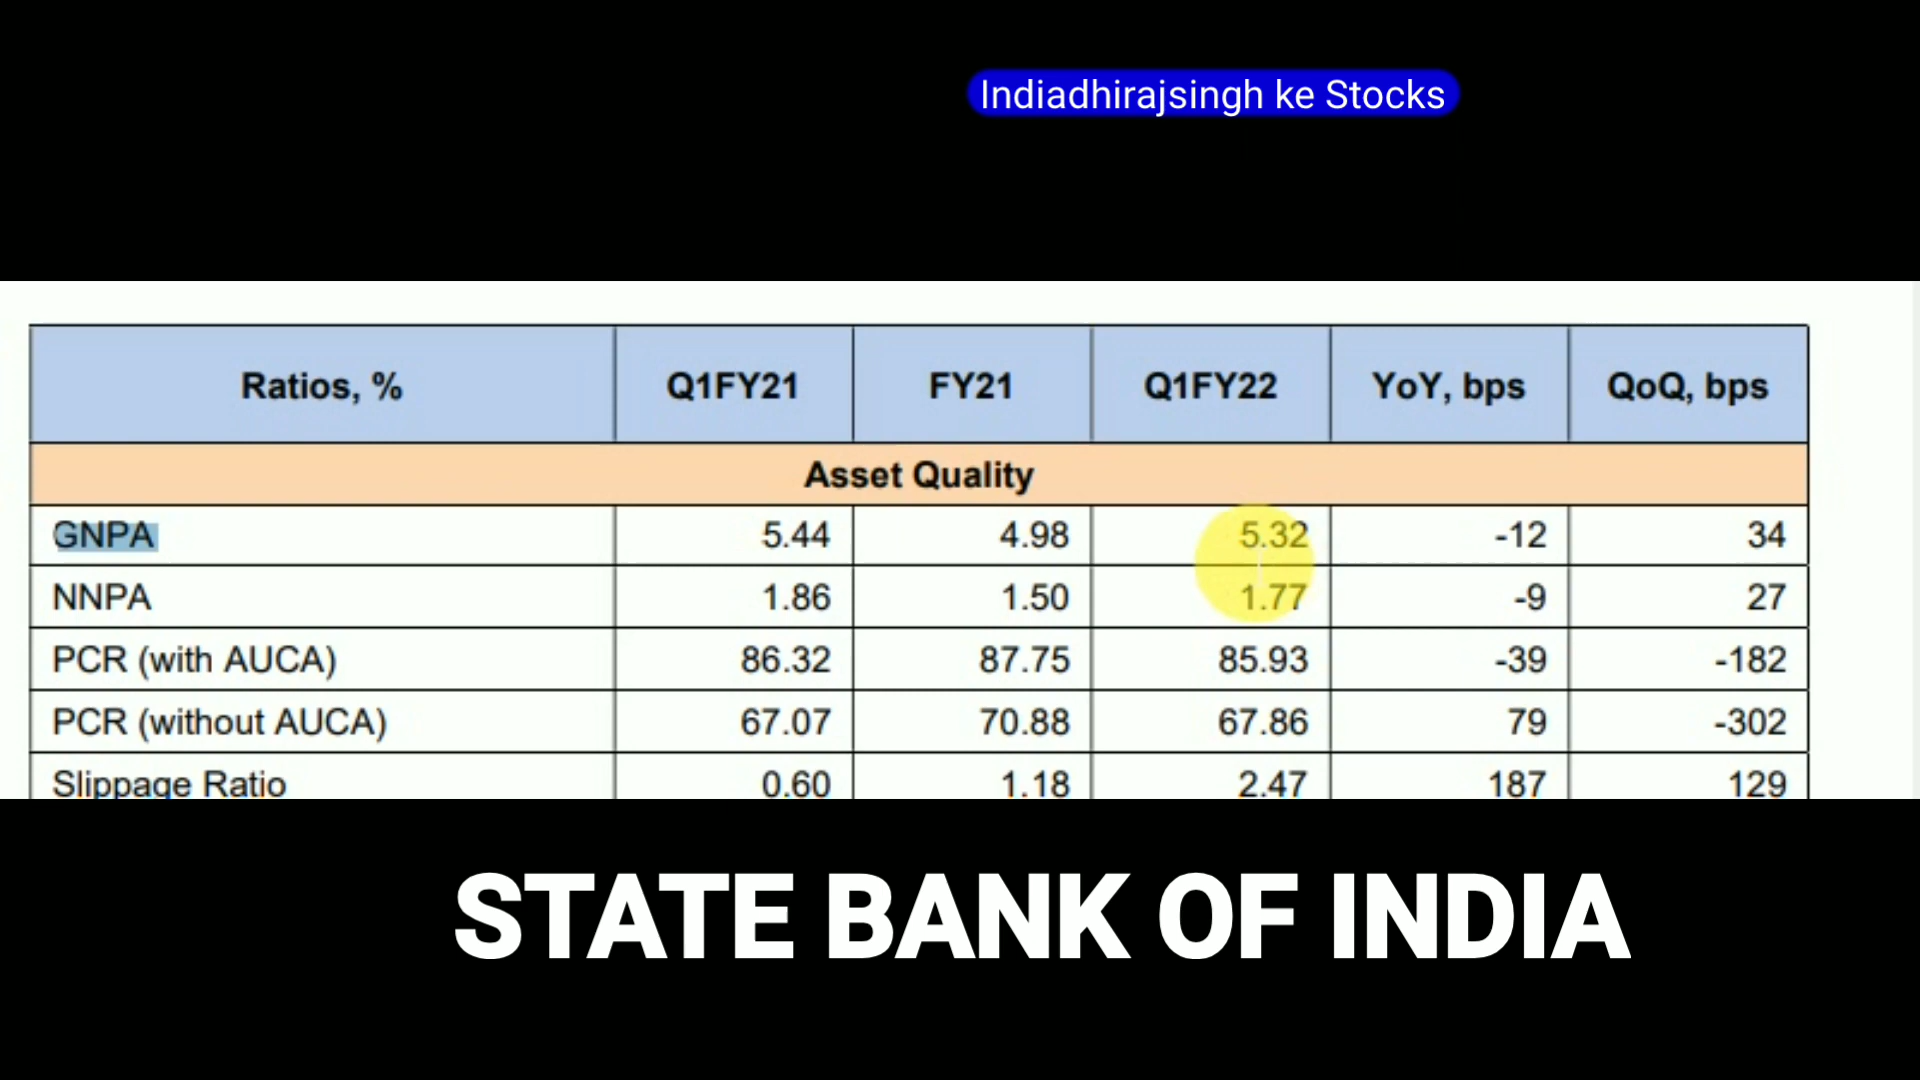 Indiadhirajsingh ke Stocks
Ratios, % Q1FY21 FY21 Q1FY22 YoY, bps QoQ, bps
Asset Quality
GNPA 5.44 4.98 5.32 -12 34
NNPA 1.86 1.50 1.77 -9 27
PCR (with AUCA) 86.32 87.75 85.93 -39 -182
PCR (without AUCA) 67.07 70.88 67.86 79 -302
Slippage Ratio 0.60 1.18 2.47 187 129
STATE BANK OF INDIA